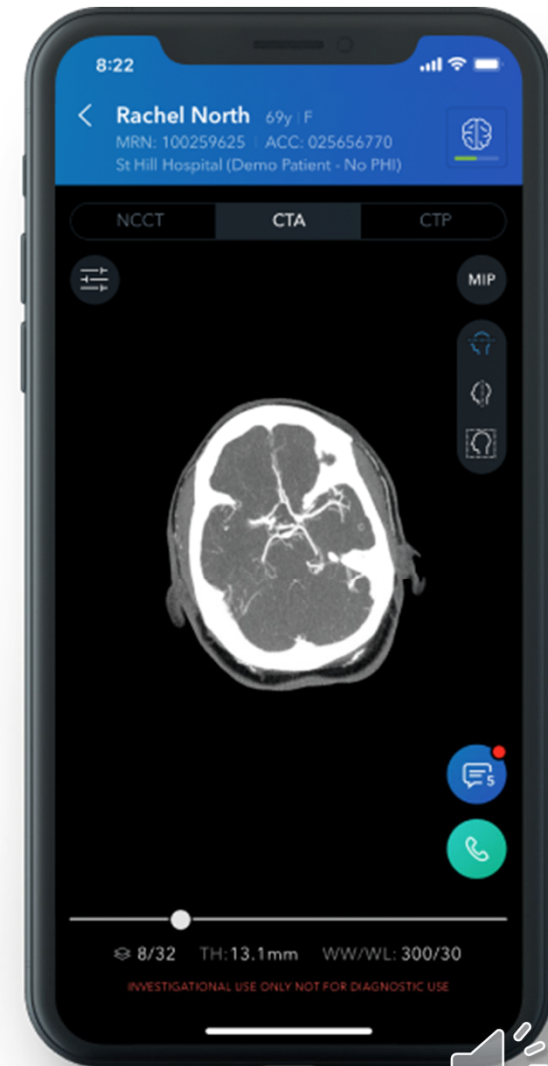 8:22
Rachel North 69y | F
MRN: 100259625 | ACC: 025656770
St Hill Hospital (Demo Patient - No PHI)
NCCT CTA CTP
MIP
5
8/32 TH:13.1mm WW/WL: 300/30
INVESTIGATIONAL USE ONLY NOT FOR DIAGNOSTIC USE